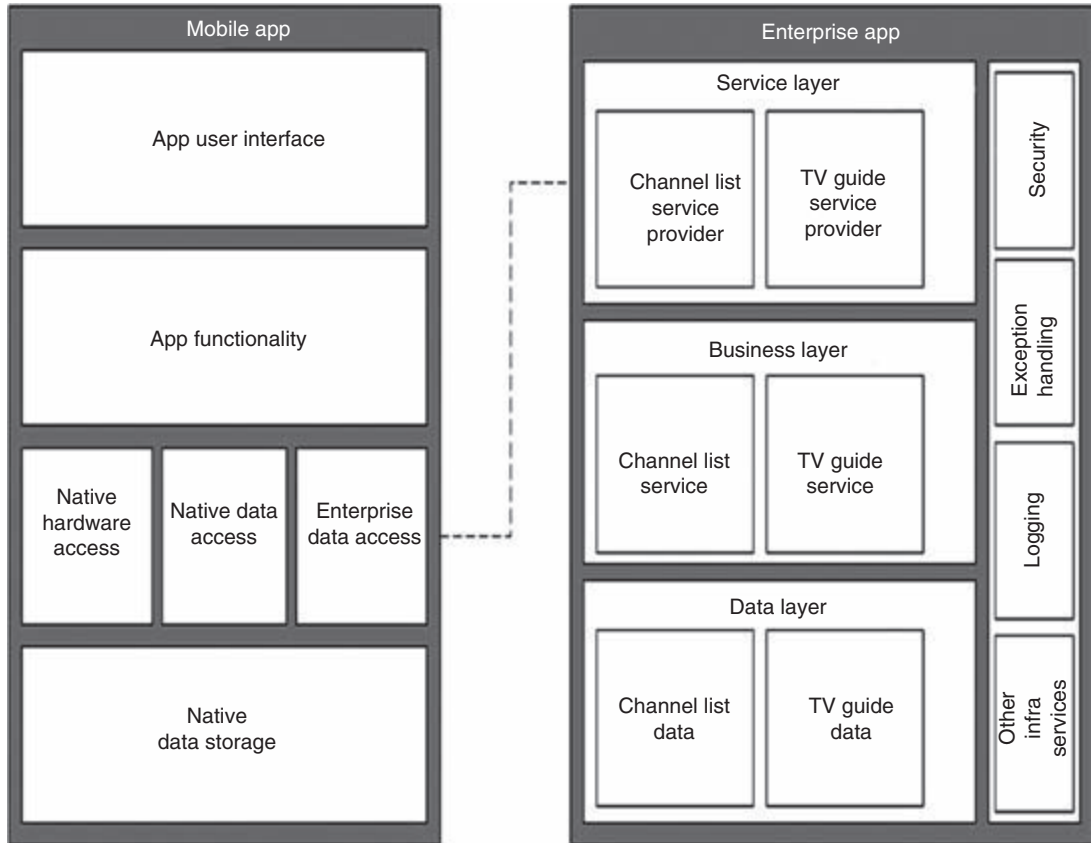 Mobile app
App user interface
App functionality
Native
hardware
access
Native data
access
Enterprise
data access
Native
data storage
Enterprise app
Service layer
Channel list
service
provider
TV guide
service
provider
Business layer
Channel list
service
TV guide
service
Data layer
Channel list
data
TV guide
data
Security
Exception
handling
Logging
Other
infra
services